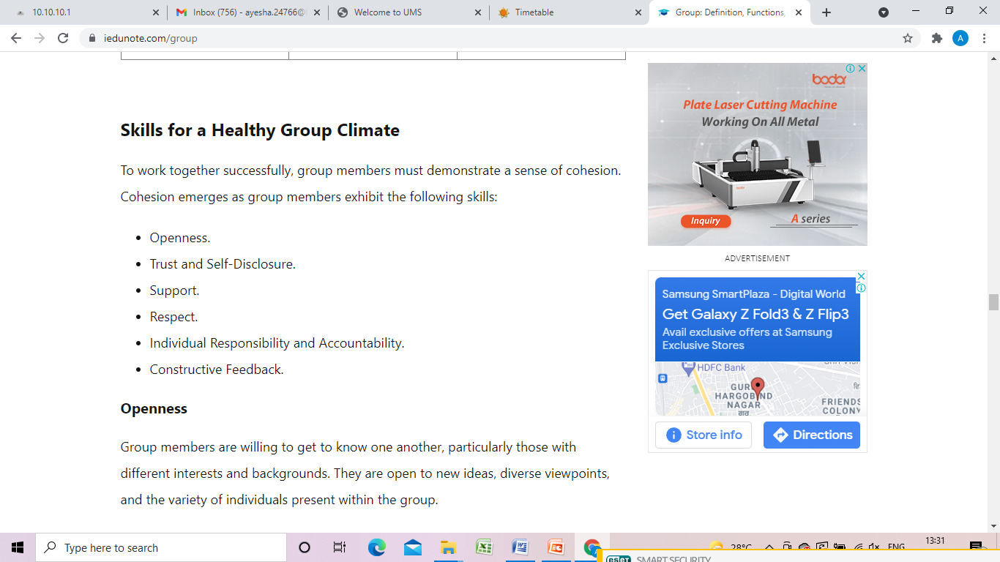 10.10.10.1
Inbox (756) - ayesha.24766@
Welcome to UMS
Timetable
Group: Definition, Functions,
iedunote.com/group
A
Skills for a Healthy Group Climate
To work together successfully, group members must demonstrate a sense of cohesion.
Cohesion emerges as group members exhibit the following skills:
• Openness.
• Trust and Self-Disclosure.
• Support.
• Respect.
• Individual Responsibility and Accountability.
• Constructive Feedback.
Openness
Group members are willing to get to know one another, particularly those with
different interests and backgrounds. They are open to new ideas, diverse viewpoints,
and the variety of individuals present within the group.
bodor
Plate Laser Cutting Machine
Working On All Metal
bodor
Inquiry
A series
ADVERTISEMENT
Samsung SmartPlaza - Digital World
Get Galaxy Z Fold3 & Z Flip3
Avail exclusive offers at Samsung
Exclusive Stores
HDFC Bank
HARGOBIND
NAGAR
FRIENDS
COLONY
Store info
Directions
Type here to search
28°C
ENG
13:31
eset SMART SECURITY